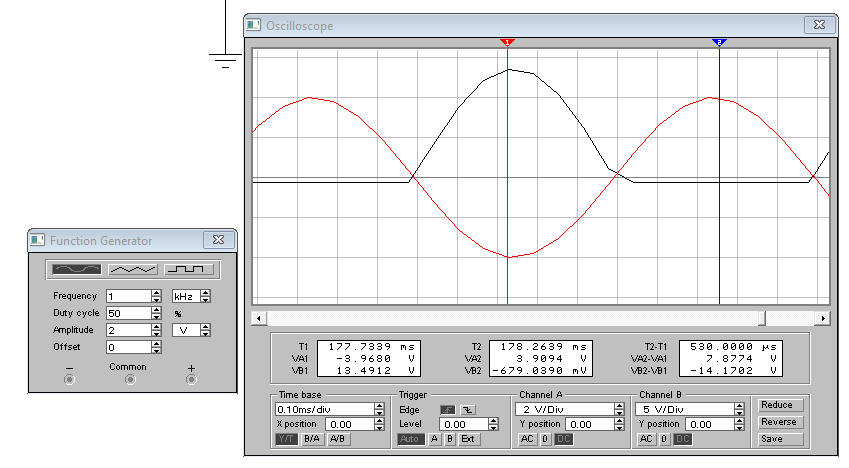 Oscilloscope
1
2
T1 177.7339 ms T2 178.2639 ms T2-T1 530.0000 µs
VA1 -3.9680 V VA2 3.9094 V VA2-VA1 7.8774 V
VB1 13.4912 V VB2 -679.0390 mV VB2-VB1 -14.1702 V
Time base
0.10ms/div
X position 0.00
Y/T B/A A/B
Trigger
Edge
Level 0.00
Auto A B Ext
Channel A
2 V/Div
Y position 0.00
AC 0 DC
Channel B
5 V/Div
Y position 0.00
AC 0 DC
Reduce
Reverse
Save
Function Generator
Frequency 1 kHz
Duty cycle 50 %
Amplitude 2 V
Offset 0
− Common +